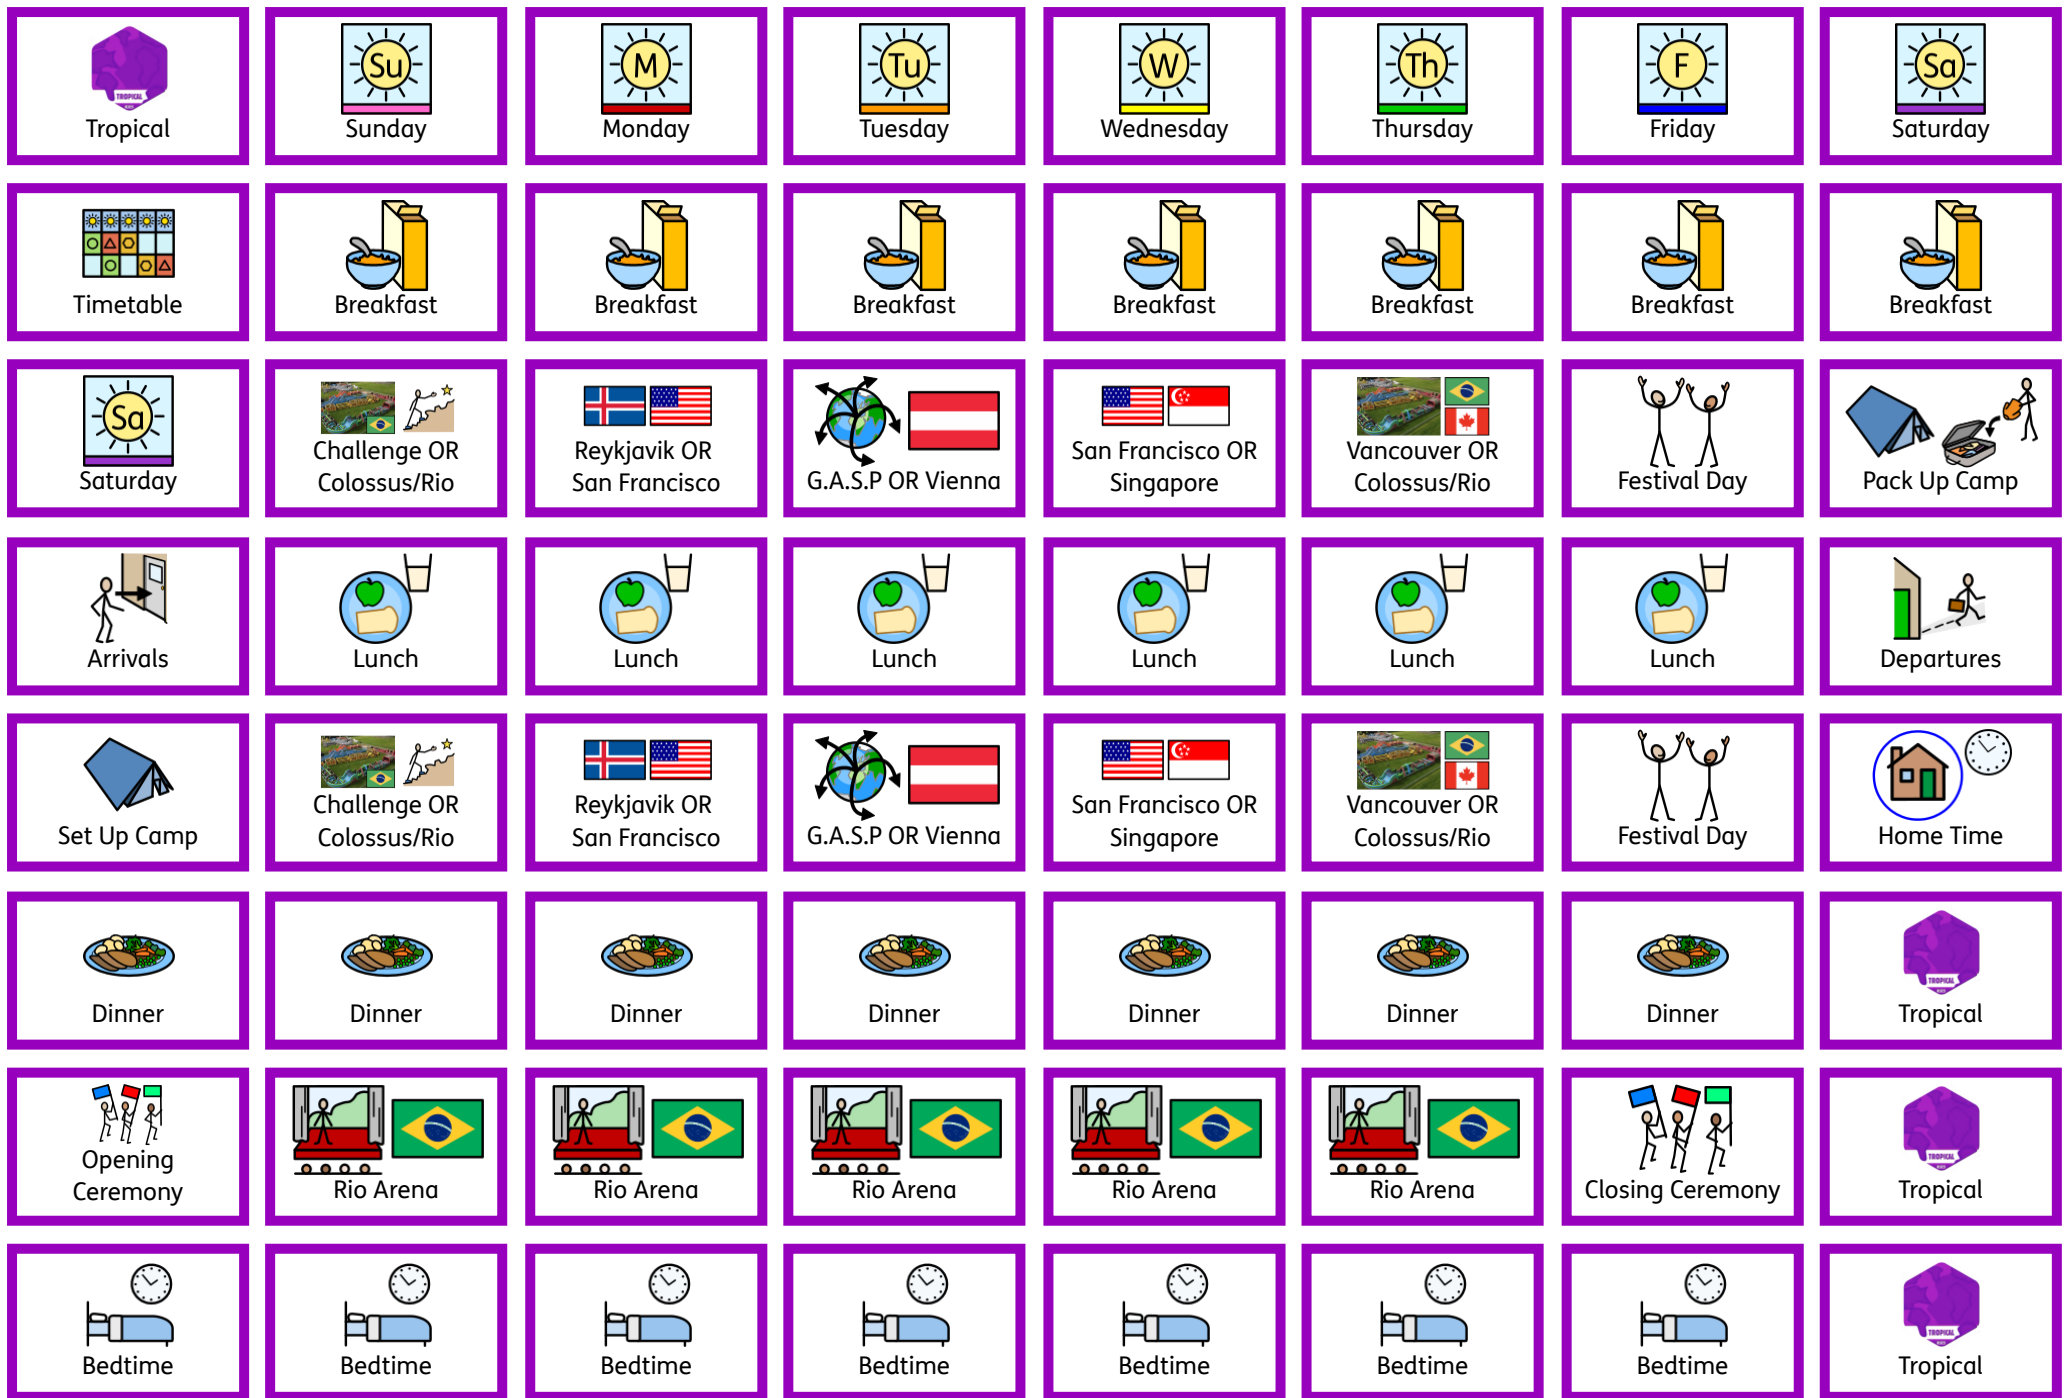 TROPICAL
Tropical
Su
Sunday
M
Monday
Tu
Tuesday
W
Wednesday
Th
Thursday
F
Friday
Sa
Saturday
Timetable
Breakfast
Breakfast
Breakfast
Breakfast
Breakfast
Breakfast
Breakfast
Sa
Saturday
Challenge OR
Colossus/Rio
Reykjavik OR
San Francisco
G.A.S.P OR Vienna
San Francisco OR
Singapore
Vancouver OR
Colossus/Rio
Festival Day
Pack Up Camp
Arrivals
Lunch
Lunch
Lunch
Lunch
Lunch
Lunch
Departures
Set Up Camp
Challenge OR
Colossus/Rio
Reykjavik OR
San Francisco
G.A.S.P OR Vienna
San Francisco OR
Singapore
Vancouver OR
Colossus/Rio
Festival Day
Home Time
Dinner
Dinner
Dinner
Dinner
Dinner
Dinner
Dinner
TROPICAL
Tropical
Opening
Ceremony
Rio Arena
Rio Arena
Rio Arena
Rio Arena
Rio Arena
Closing Ceremony
TROPICAL
Tropical
Bedtime
Bedtime
Bedtime
Bedtime
Bedtime
Bedtime
Bedtime
TROPICAL
Tropical